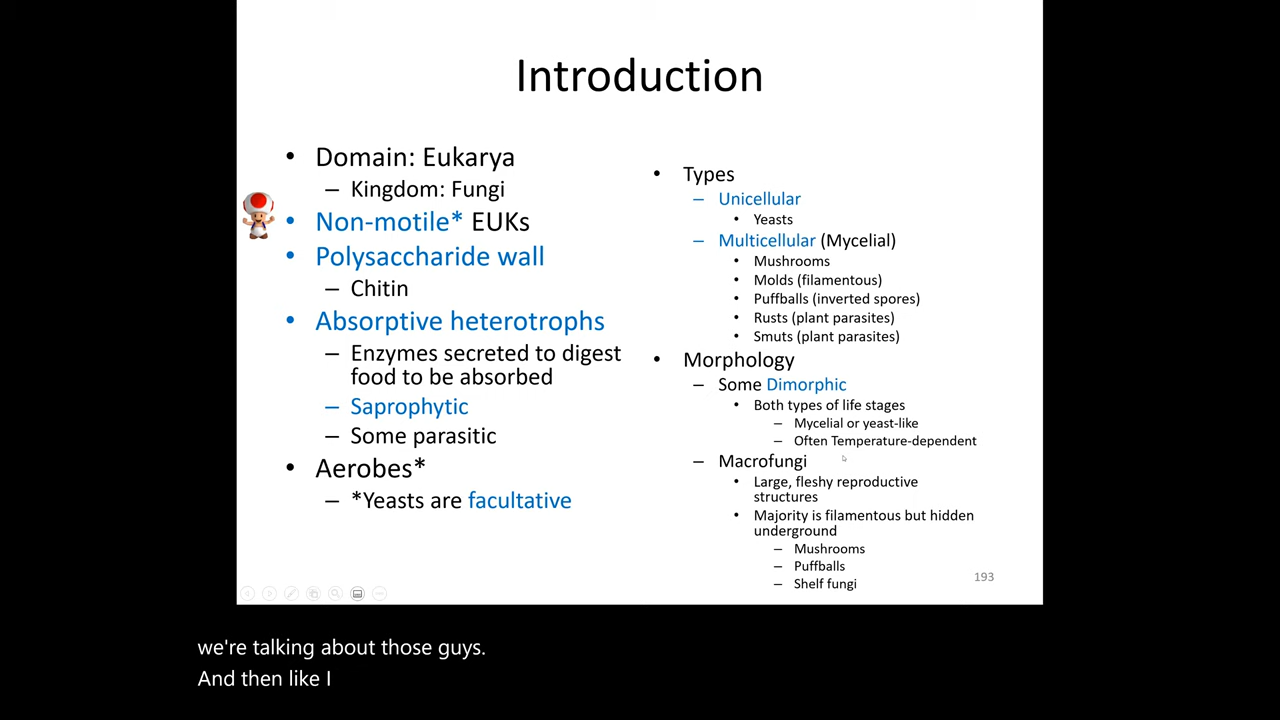 Introduction
• Domain: Eukarya
– Kingdom: Fungi
• Non-motile* EUKs
• Polysaccharide wall
– Chitin
• Absorptive heterotrophs
– Enzymes secreted to digest
food to be absorbed
– Saprophytic
– Some parasitic
• Aerobes*
– *Yeasts are facultative
• Types
– Unicellular
• Yeasts
– Multicellular (Mycelial)
• Mushrooms
• Molds (filamentous)
• Puffballs (inverted spores)
• Rusts (plant parasites)
• Smuts (plant parasites)
• Morphology
– Some Dimorphic
• Both types of life stages
– Mycelial or yeast-like
– Often Temperature-dependent
– Macrofungi
• Large, fleshy reproductive
structures
• Majority is filamentous but hidden
underground
– Mushrooms
– Puffballs
– Shelf fungi
193
we're talking about those guys.
And then like I